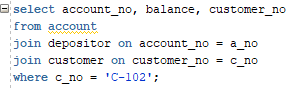 select account_no, balance, customer_no
from account
join depositor on account_no = a_no
join customer on customer_no = c_no
where c_no = 'C-102';